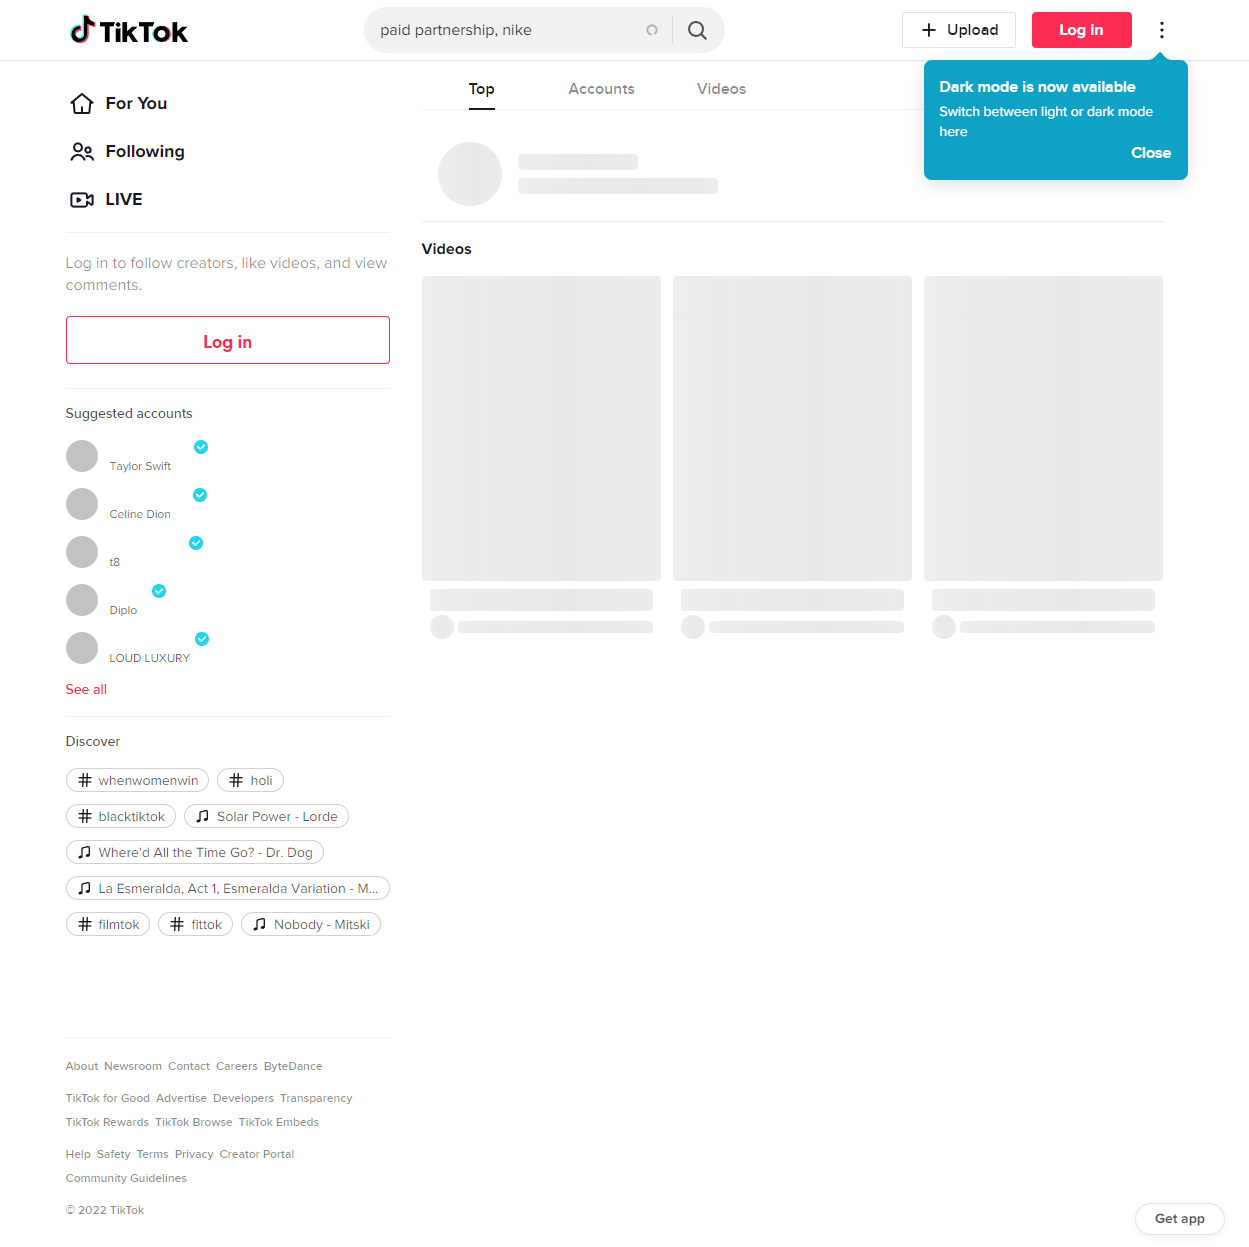 TikTok
paid partnership, nike
Upload
Log in
Dark mode is now available
Switch between light or dark mode
here
Close
For You
Following
LIVE
Log in to follow creators, like videos, and view
comments.
Log in
Suggested accounts
Taylor Swift
Celine Dion
t8
Diplo
LOUD LUXURY
See all
Discover
# whenwomenwin
# holi
# blacktiktok
Solar Power - Lorde
Where'd All the Time Go? - Dr. Dog
La Esmeralda, Act 1, Esmeralda Variation - M...
# filmtok
# fittok
Nobody - Mitski
About Newsroom Contact Careers ByteDance
TikTok for Good Advertise Developers Transparency
TikTok Rewards TikTok Browse TikTok Embeds
Help Safety Terms Privacy Creator Portal
Community Guidelines
© 2022 TikTok
Top Accounts Videos
Videos
Get app